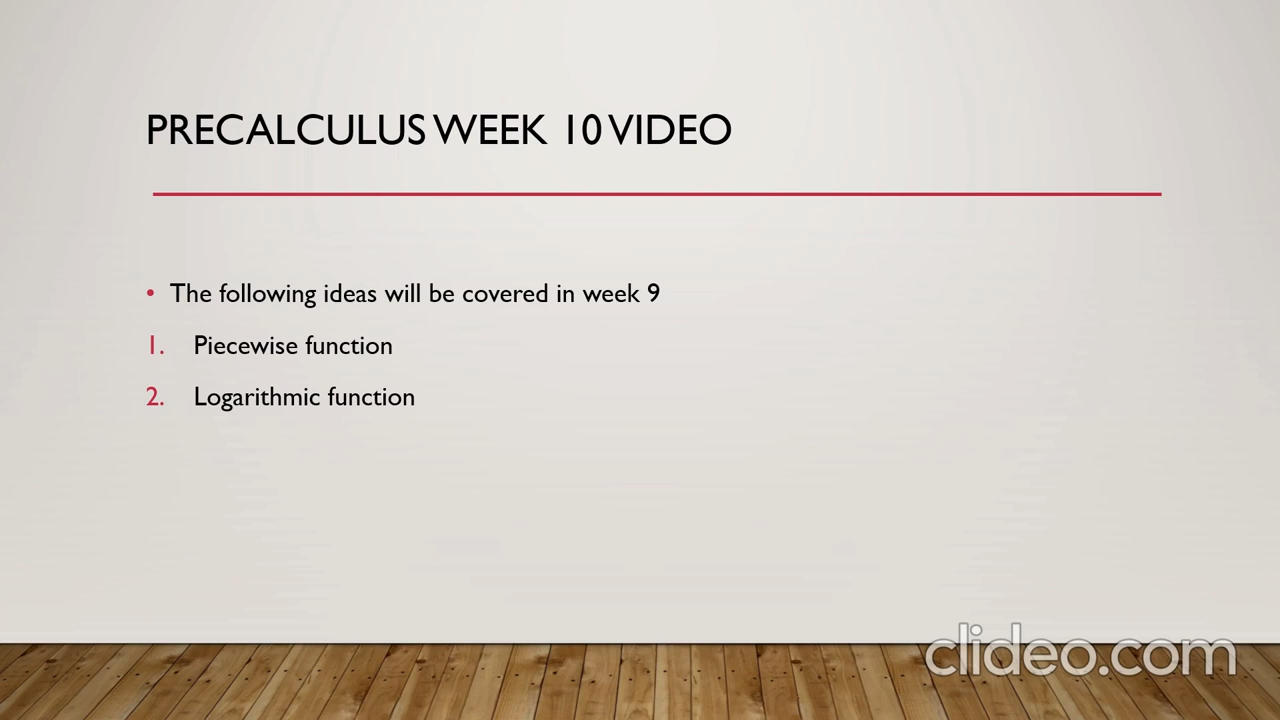 PRECALCULUS WEEK 10 VIDEO
• The following ideas will be covered in week 9
1. Piecewise function
2. Logarithmic function
clideo.com